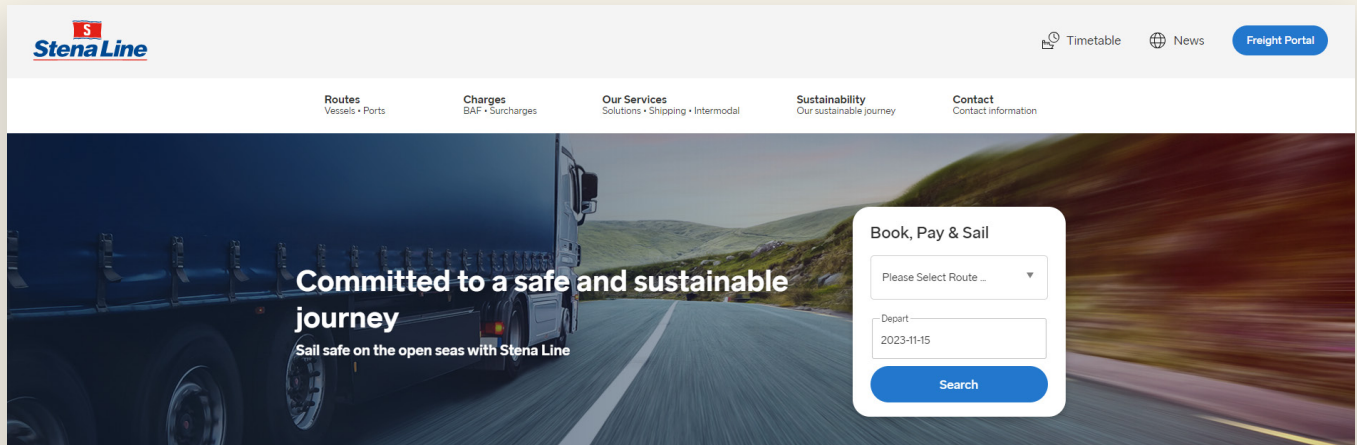 S
Stena Line
Timetable
News
Freight Portal
Routes
Vessels • Ports
Charges
BAF • Surcharges
Our Services
Solutions • Shipping • Intermodal
Sustainability
Our sustainable journey
Contact
Contact information
Committed to a safe and sustainable
journey
Sail safe on the open seas with Stena Line
Book, Pay & Sail
Please Select Route ...
Depart
2023-11-15
Search